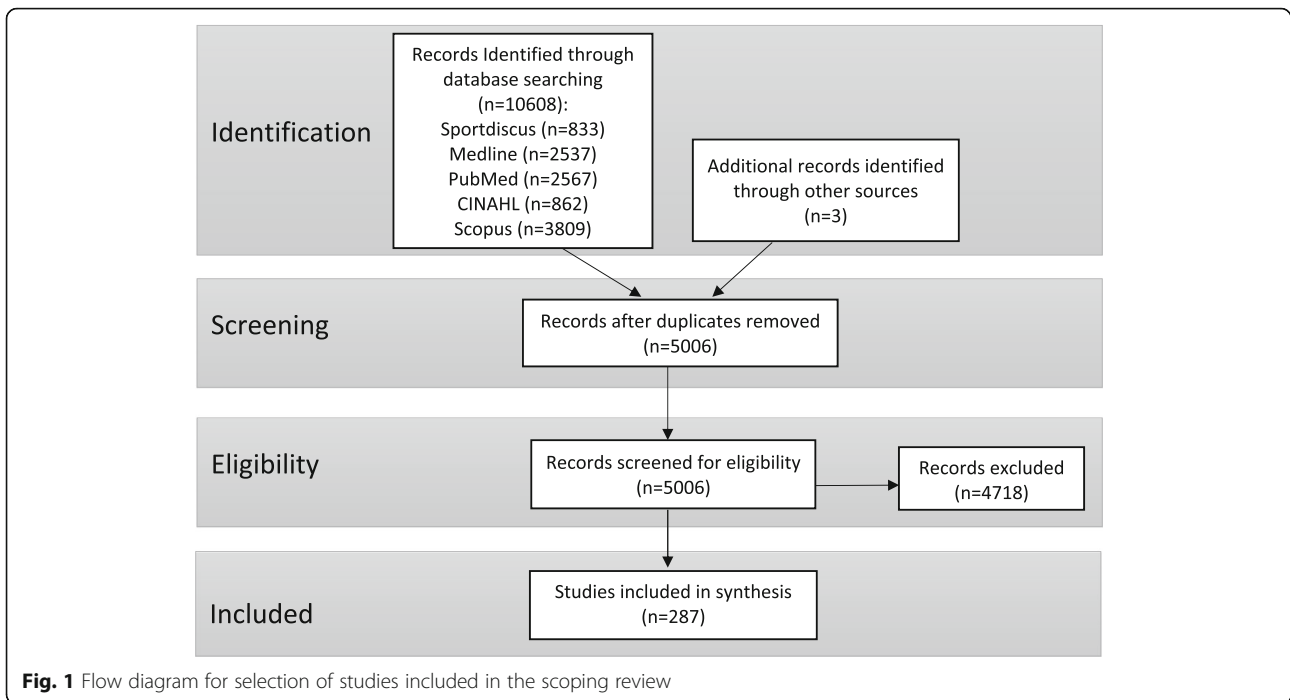 Identification
Records Identified through
database searching
(n=10608):
Sportdiscus (n=833)
Medline (n=2537)
PubMed (n=2567)
CINAHL (n=862)
Scopus (n=3809)
Additional records identified
through other sources
(n=3)
Screening
Records after duplicates removed
(n=5006)
Eligibility
Records screened for eligibility
(n=5006)
Records excluded
(n=4718)
Included
Studies included in synthesis
(n=287)
Fig. 1 Flow diagram for selection of studies included in the scoping review